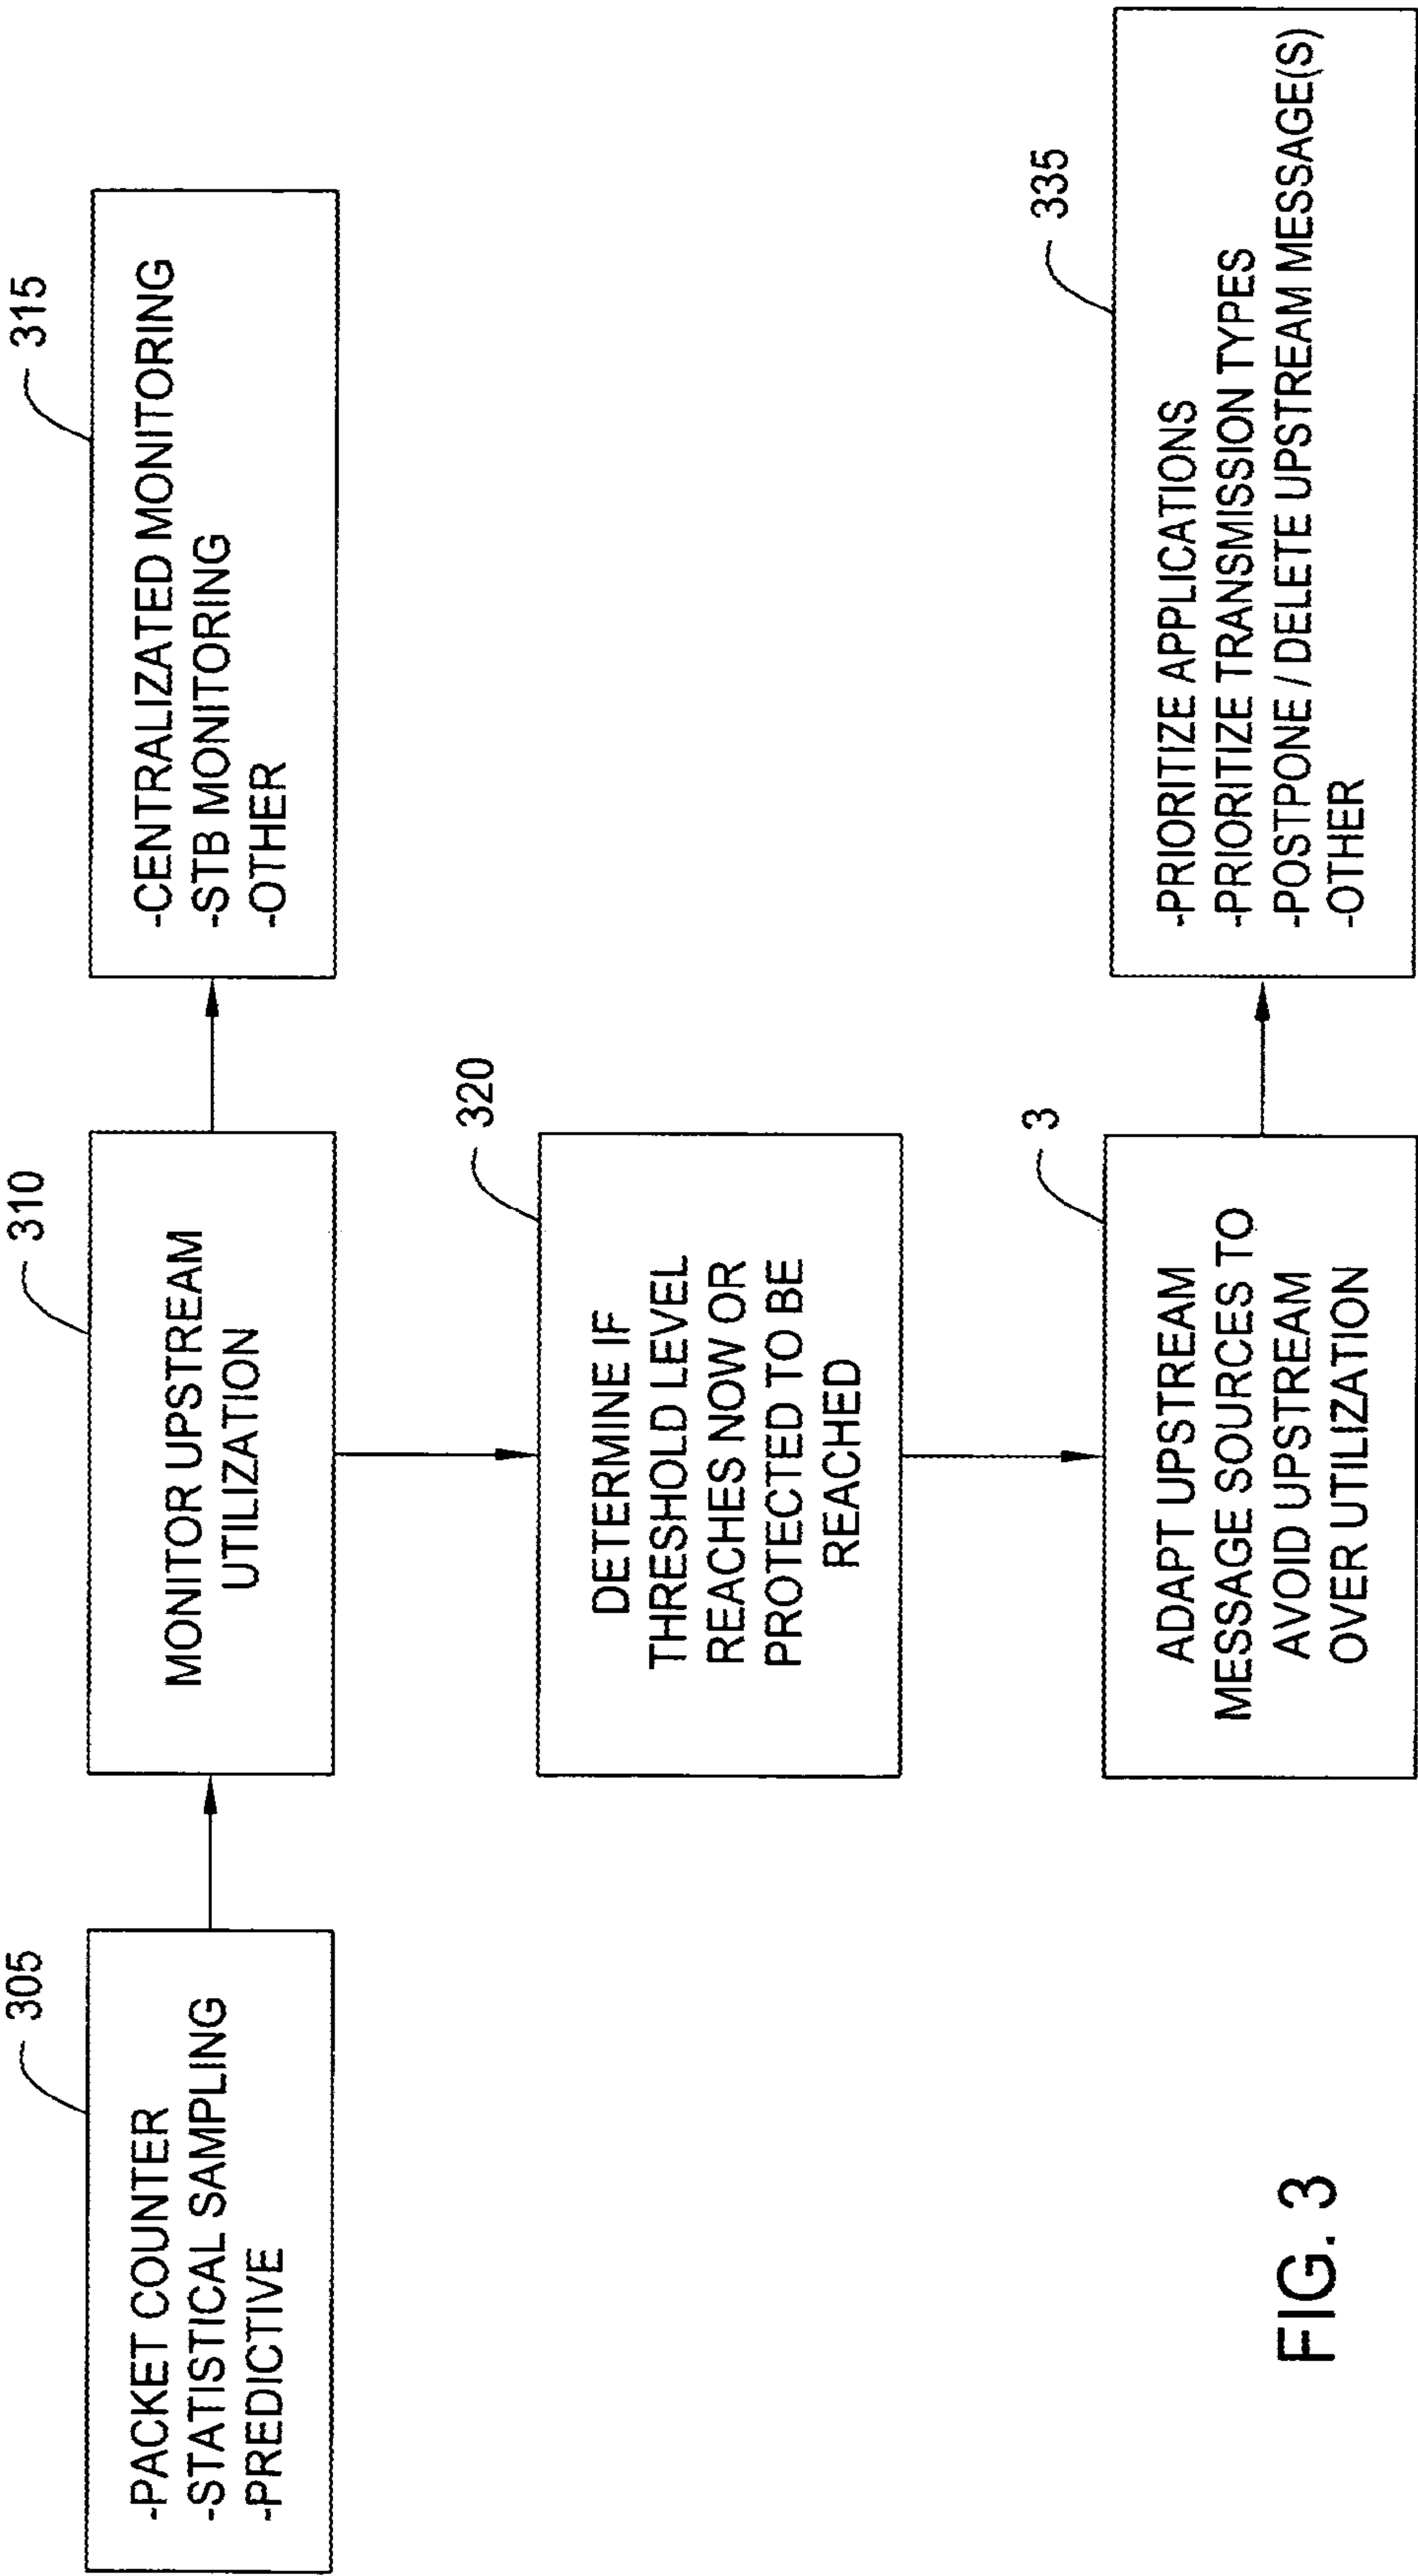 305
-PACKET COUNTER
-STATISTICAL SAMPLING
-PREDICTIVE
310
MONITOR UPSTREAM
UTILIZATION
315
-CENTRALIZATED MONITORING
-STB MONITORING
-OTHER
320
DETERMINE IF
THRESHOLD LEVEL
REACHES NOW OR
PROTECTED TO BE
REACHED
3
ADAPT UPSTREAM
MESSAGE SOURCES TO
AVOID UPSTREAM
OVER UTILIZATION
335
-PRIORITIZE APPLICATIONS
-PRIORITIZE TRANSMISSION TYPES
-POSTPONE / DELETE UPSTREAM MESSAGE(S)
-OTHER
FIG. 3